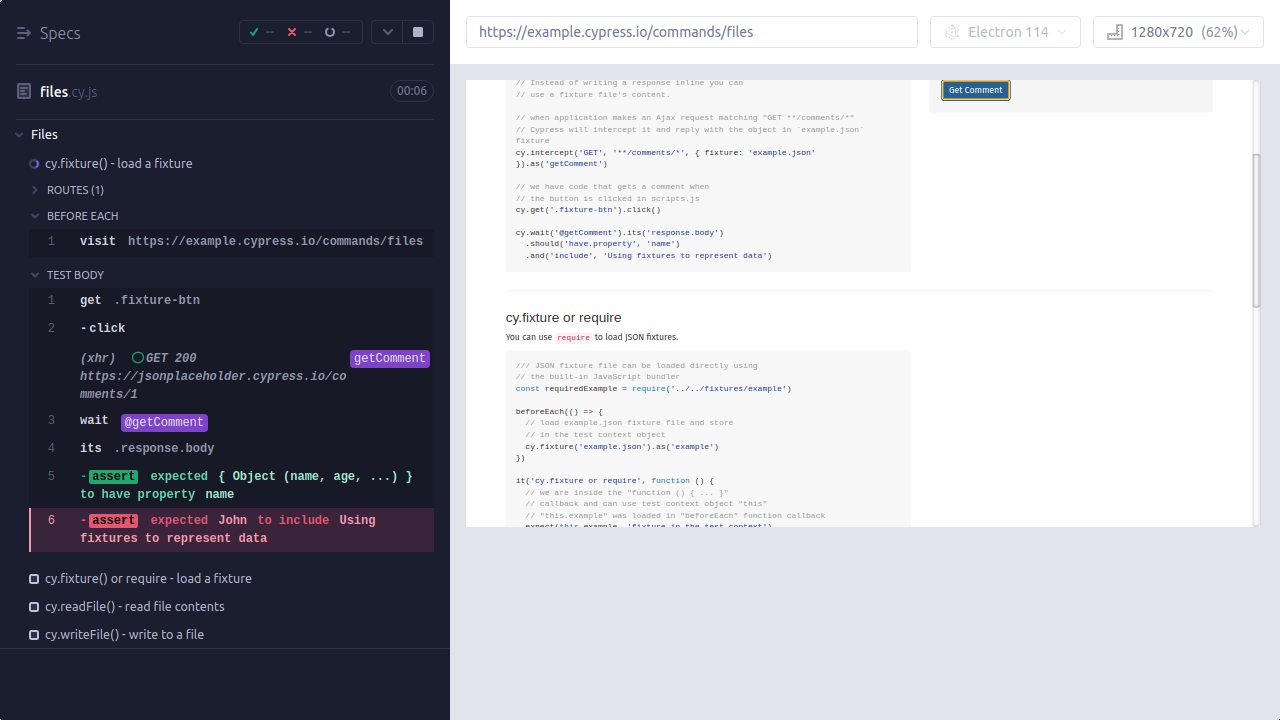 Specs
-- -- --
files.cy.js
00:06
Files
cy.fixture() - load a fixture
ROUTES (1)
BEFORE EACH
1 visit https://example.cypress.io/commands/files
TEST BODY
1 get .fixture-btn
2 -click
(xhr) GET 200 getComment
https://jsonplaceholder.cypress.io/co
mments/1
3 wait @getComment
4 its .response.body
5 -assert expected { Object (name, age, ...) }
to have property name
6 -assert expected John to include Using
fixtures to represent data
cy.fixture() or require - load a fixture
cy.readFile() - read file contents
cy.writeFile() - write to a file
https://example.cypress.io/commands/files
Electron 114
1280x720 (62%)
// Instead of writing a response inline you can
// use a fixture file's content.
// when application makes an Ajax request matching "GET **/comments/*"
// Cypress will intercept it and reply with the object in `example.json`
fixture
cy.intercept('GET', '**/comments/*', { fixture: 'example.json'
}).as('getComment')
// we have code that gets a comment when
// the button is clicked in scripts.js
cy.get('.fixture-btn').click()
cy.wait('@getComment').its('response.body')
.should('have.property', 'name')
.and('include', 'Using fixtures to represent data')
Get Comment
cy.fixture or require
You can use require to load JSON fixtures.
/// JSON fixture file can be loaded directly using
// the built-in JavaScript bundler
const requiredExample = require('../../fixtures/example')
beforeEach(() => {
// load example.json fixture file and store
// in the test context object
cy.fixture('example.json').as('example')
})
it('cy.fixture or require', function () {
// we are inside the "function () { ... }"
// callback and can use test context object "this"
// "this.example" was loaded in "beforeEach" function callback
expect(this.example, 'fixture in the test context')